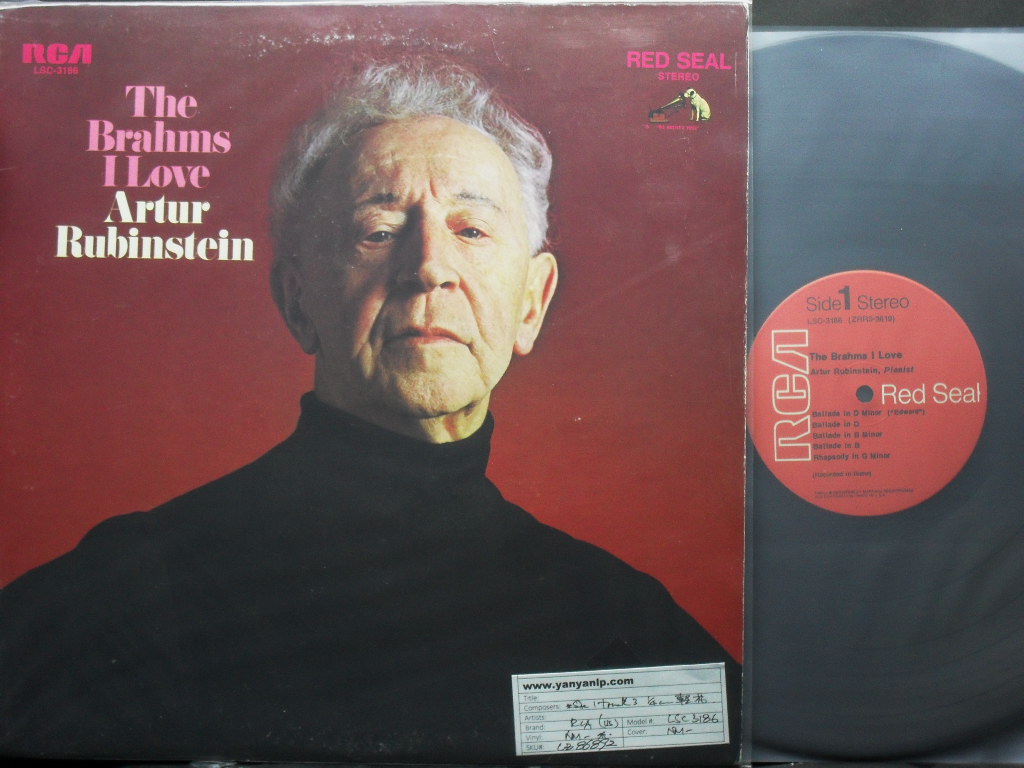 RCA
LSC-3186
The
Brahms
I Love
Artur
Rubinstein
RED SEAL
STEREO
Side 1 Stereo
LSC-3186
RCA
The Brahms I Love
Artur Rubinstein, Pianist
Red Seal
Ballade in D Minor ("Edward")
Ballade in D
Ballade in B Minor
Ballade in B
Rhapsody in G Minor
www.yanyanlp.com
Title:
Composers:
Artists:
Brand: RCA (US) Model #: LSC 3186
Vinyl: NM- Cover: NM-
SKU#: